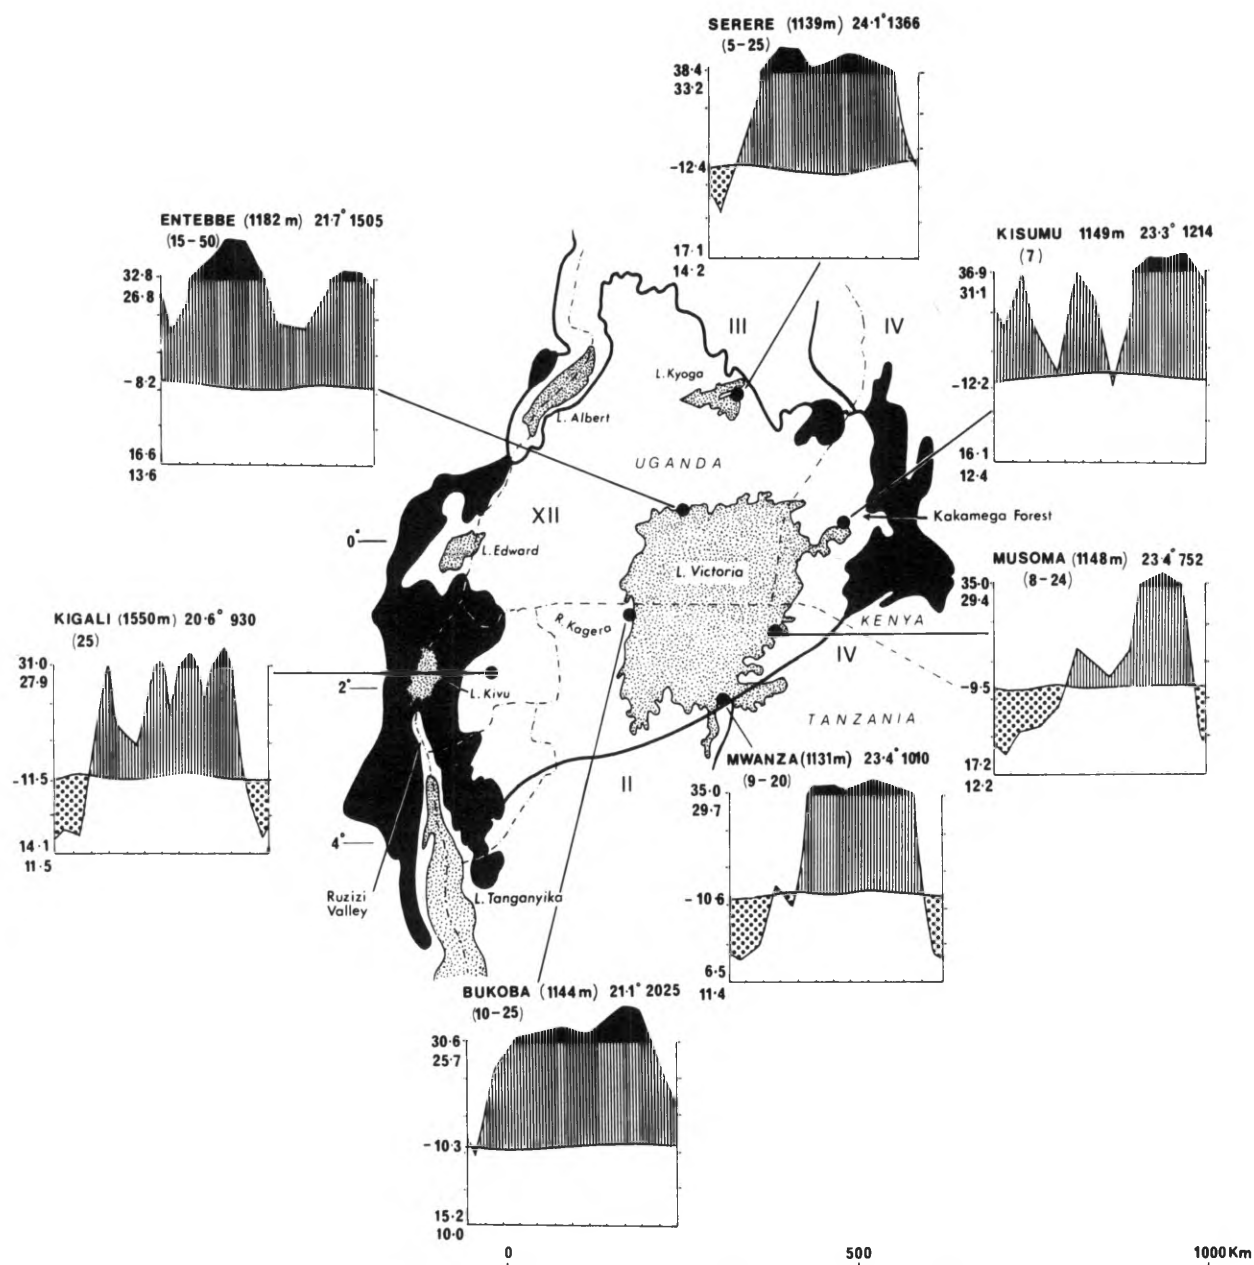 SERERE (1139m) 24·1° 1366
(5-25)
38·4
33·2
-12·4
17·1
14·2
ENTEBBE (1182 m) 21·7° 1505
(15-50)
32·8
26·8
-8·2
16·6
13·6
KISUMU 1149m 23·3° 1214
(7)
36·9
31·1
-12·2
16·1
12·4
III
IV
L. Kyoga
L. Albert
UGANDA
XII
Kakamega Forest
0°
L. Edward
L. Victoria
MUSOMA (1148m) 23·4° 752
(8-24)
35·0
29·4
-9·5
17·2
12·2
KIGALI (1550m) 20·6° 930
(25)
31·0
27·9
-11·5
14·1
11·5
R. Kagera
KENYA
IV
2°
L. Kivu
TANZANIA
II
MWANZA (1131m) 23·4° 1010
(9-20)
35·0
29·7
-10·6
6·5
11·4
4°
Ruzizi
Valley
L. Tanganyika
BUKOBA (1144m) 21·1° 2025
(10-25)
30·6
25·7
-10·3
15·2
10·0
0 500 1000 Km